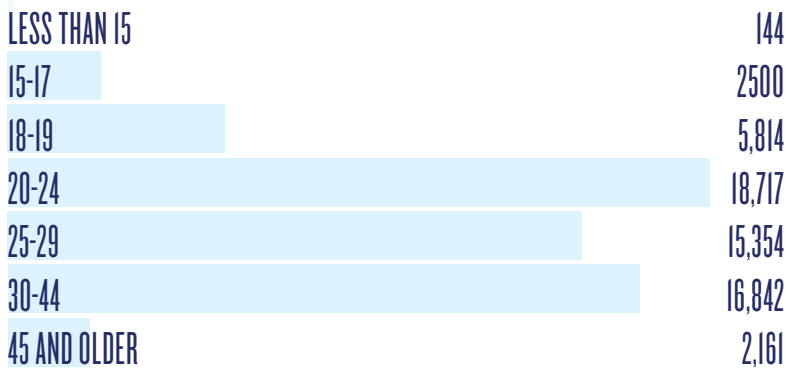 LESS THAN 15 144
15-17 2500
18-19 5,814
20-24 18,717
25-29 15,354
30-44 16,842
45 AND OLDER 2,161